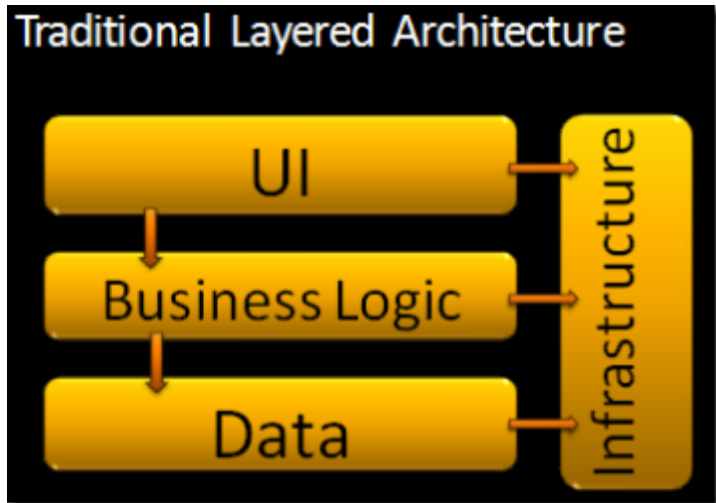 Traditional Layered Architecture
UI
Business Logic
Data
Infrastructure